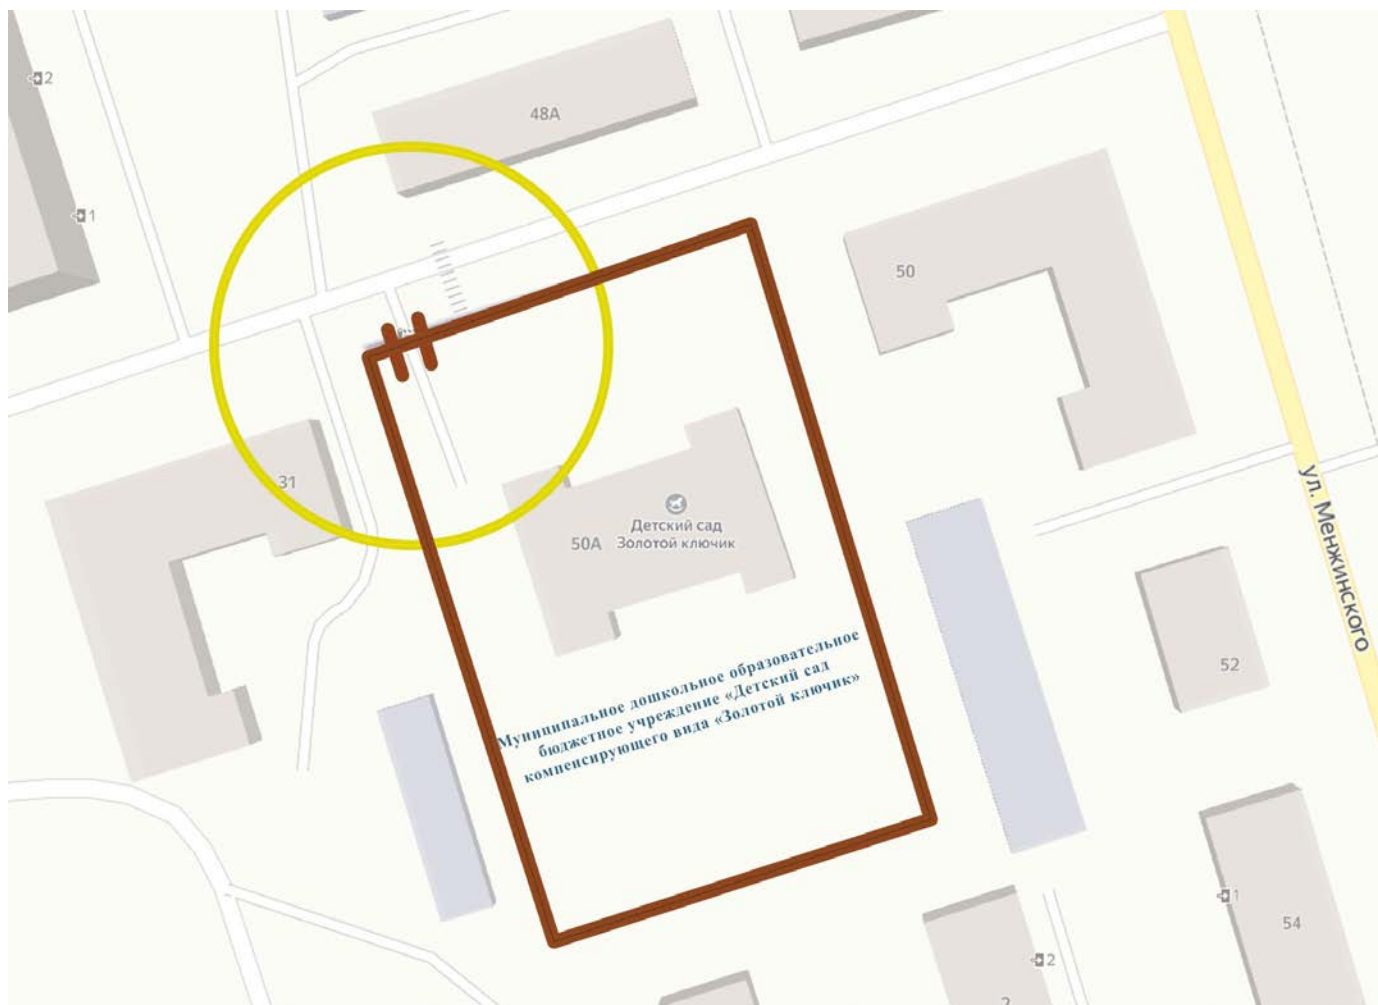 2
48А
1
50
31
Детский сад
Золотой ключик
50А
ул. Менжинского
Муниципальное дошкольное образовательное
бюджетное учреждение «Детский сад
компенсирующего вида «Золотой ключик»
52
1
54
2
2